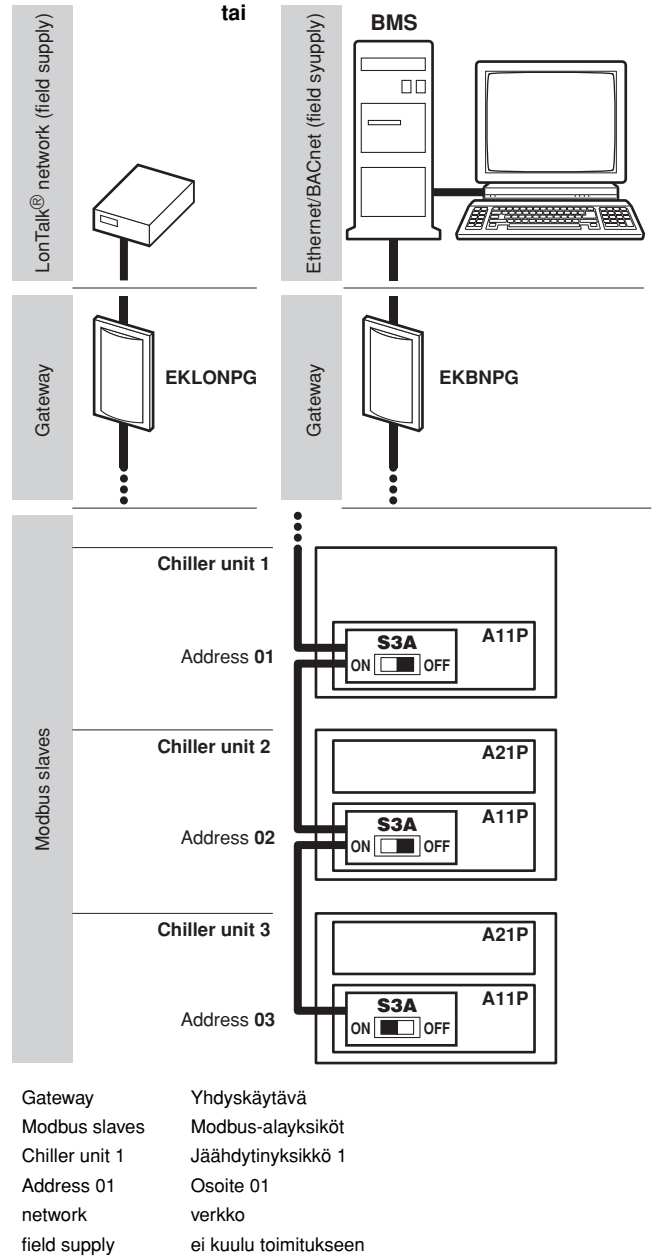 tai
LonTalk® network (field supply)
Ethernet/BACnet (field syupply)
BMS
Gateway
EKLONPG
Gateway
EKBNPG
Modbus slaves
Chiller unit 1
Address 01
S3A
A11P
ON OFF
Chiller unit 2
A21P
Address 02
S3A
A11P
ON OFF
Chiller unit 3
A21P
Address 03
S3A
A11P
ON OFF
Gateway Yhdyskäytävä
Modbus slaves Modbus-alayksiköt
Chiller unit 1 Jäähdytinyksikkö 1
Address 01 Osoite 01
network verkko
field supply ei kuulu toimitukseen